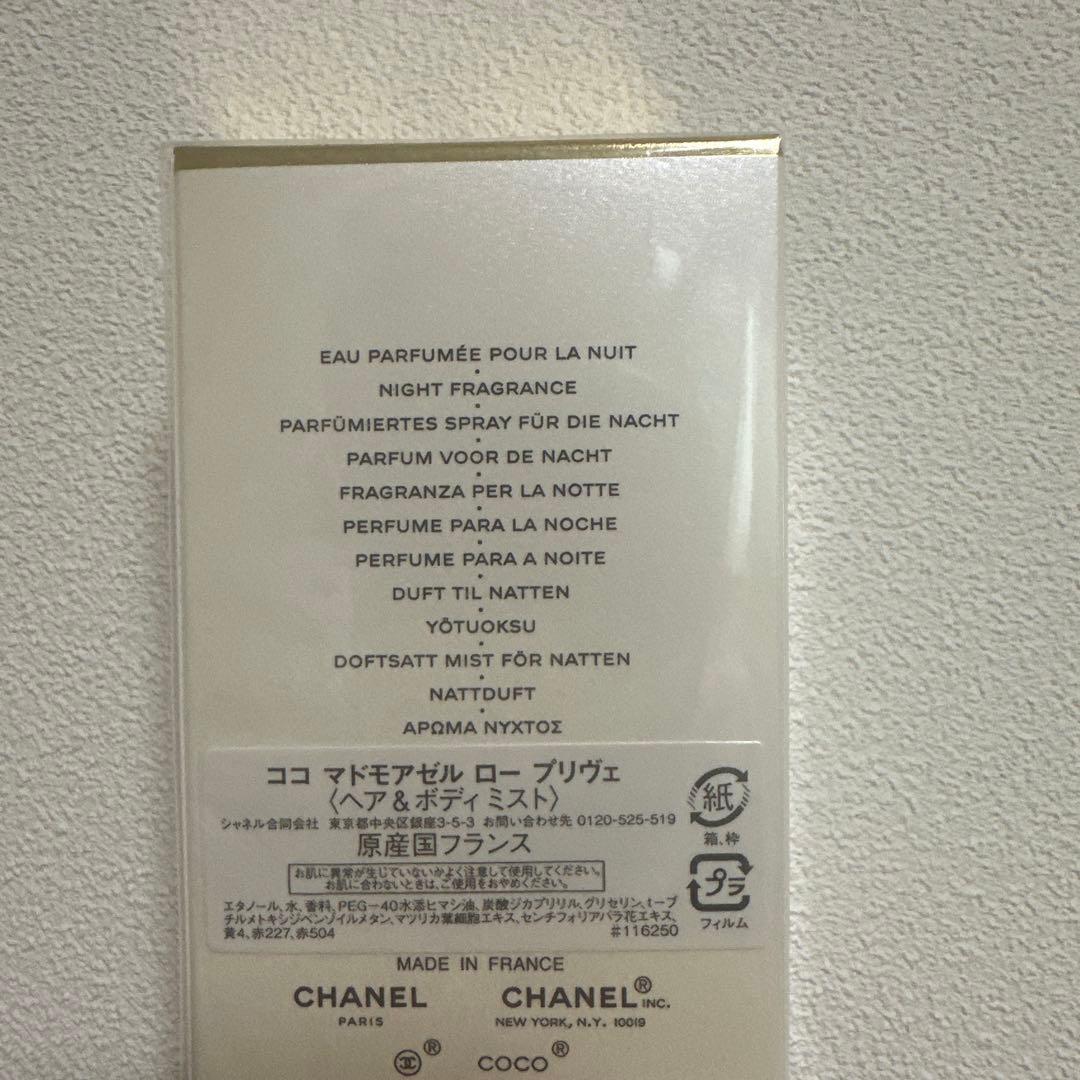 EAU PARFUMÉE POUR LA NUIT
NIGHT FRAGRANCE
PARFÜMIERTES SPRAY FÜR DIE NACHT
PARFUM VOOR DE NACHT
FRAGRANZA PER LA NOTTE
PERFUME PARA LA NOCHE
PERFUME PARA A NOITE
DUFT TIL NATTEN
YÖTUOKSU
DOFTSATT MIST FÖR NATTEN
NATTDUFT
ΑΡΩΜΑ ΝΥΧΤΟΣ
ココ マドモアゼル ロー プリヴェ
〈ヘア&ボディ ミスト〉
シャネル合同会社 東京都中央区銀座3-5-3 お問い合わせ先 0120-525-519
原産国フランス
お肌に異常が生じていないかよく注意して使用してください。
お肌に合わないときは、ご使用をおやめください。
エタノール、水、香料、PEG-40水添ヒマシ油、炭酸ジカプリリル、グリセリン、t-ブ
チルメトキシジベンゾイルメタン、マツリカ葉細胞エキス、センチフォリアバラ花エキス、
黄4、赤227、赤504 #116250
紙
箱、枠
プラ
フィルム
MADE IN FRANCE
CHANEL CHANEL® INC.
PARIS NEW YORK, N.Y. 10019
® COCO®